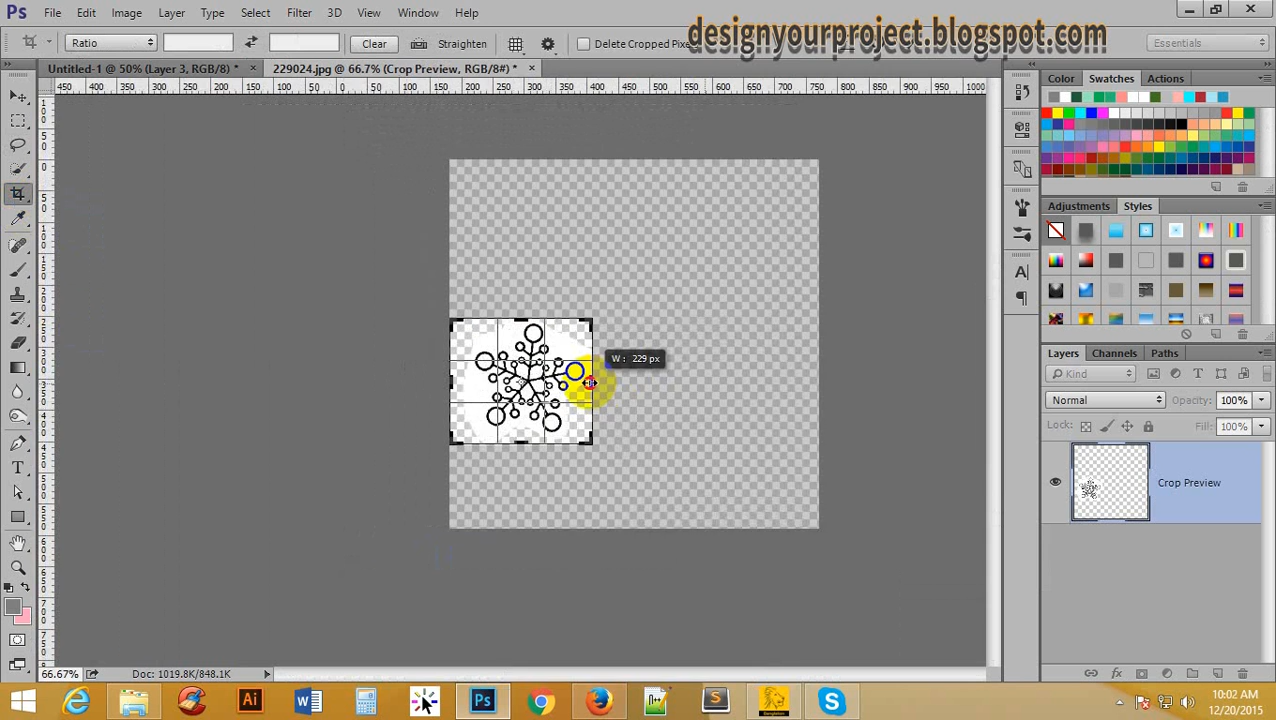 Ps File Edit Image Layer Type Select Filter 3D View Window Help
designyourproject.blogspot.com
Ratio Clear Straighten Delete Cropped Pixels Essentials
Untitled-1 @ 50% (Layer 3, RGB/8) * × 229024.jpg @ 66.7% (Crop Preview, RGB/8#) * ×
450 400 350 300 250 200 150 100 50 0 50 100 150 200 250 300 350 400 450 500 550 600 650 700 750 800 850 900 950 1000
Color Swatches Actions
Adjustments Styles
W : 229 px
Layers Channels Paths
Kind
Normal Opacity: 100%
Lock: Fill: 100%
Crop Preview
66.67% Doc: 1019.8K/848.1K
Ai Ps
10:02 AM
12/20/2015